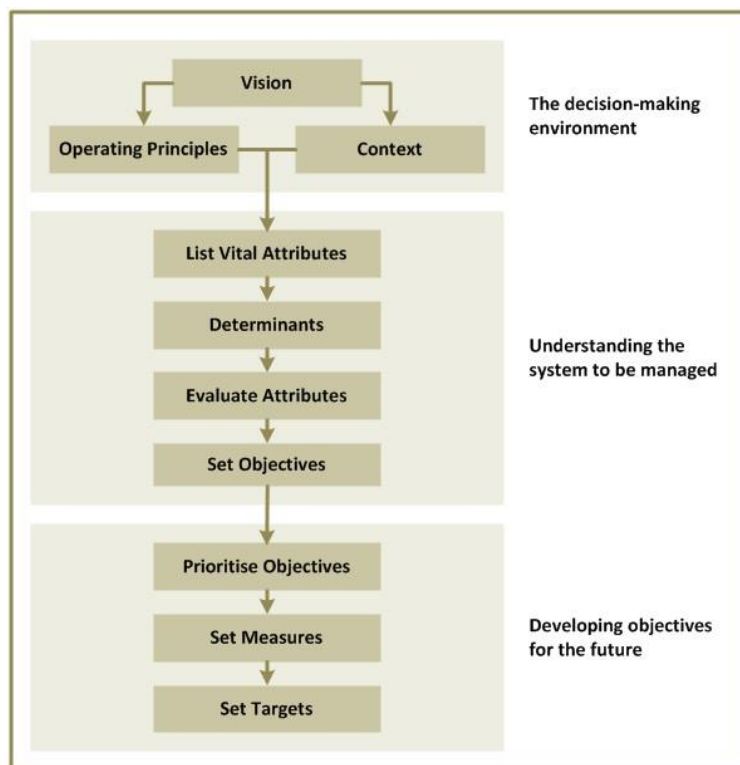 Vision
The decision-making
environment
Operating Principles
Context
List Vital Attributes
Determinants
Understanding the
system to be managed
Evaluate Attributes
Set Objectives
Prioritise Objectives
Set Measures
Developing objectives
for the future
Set Targets